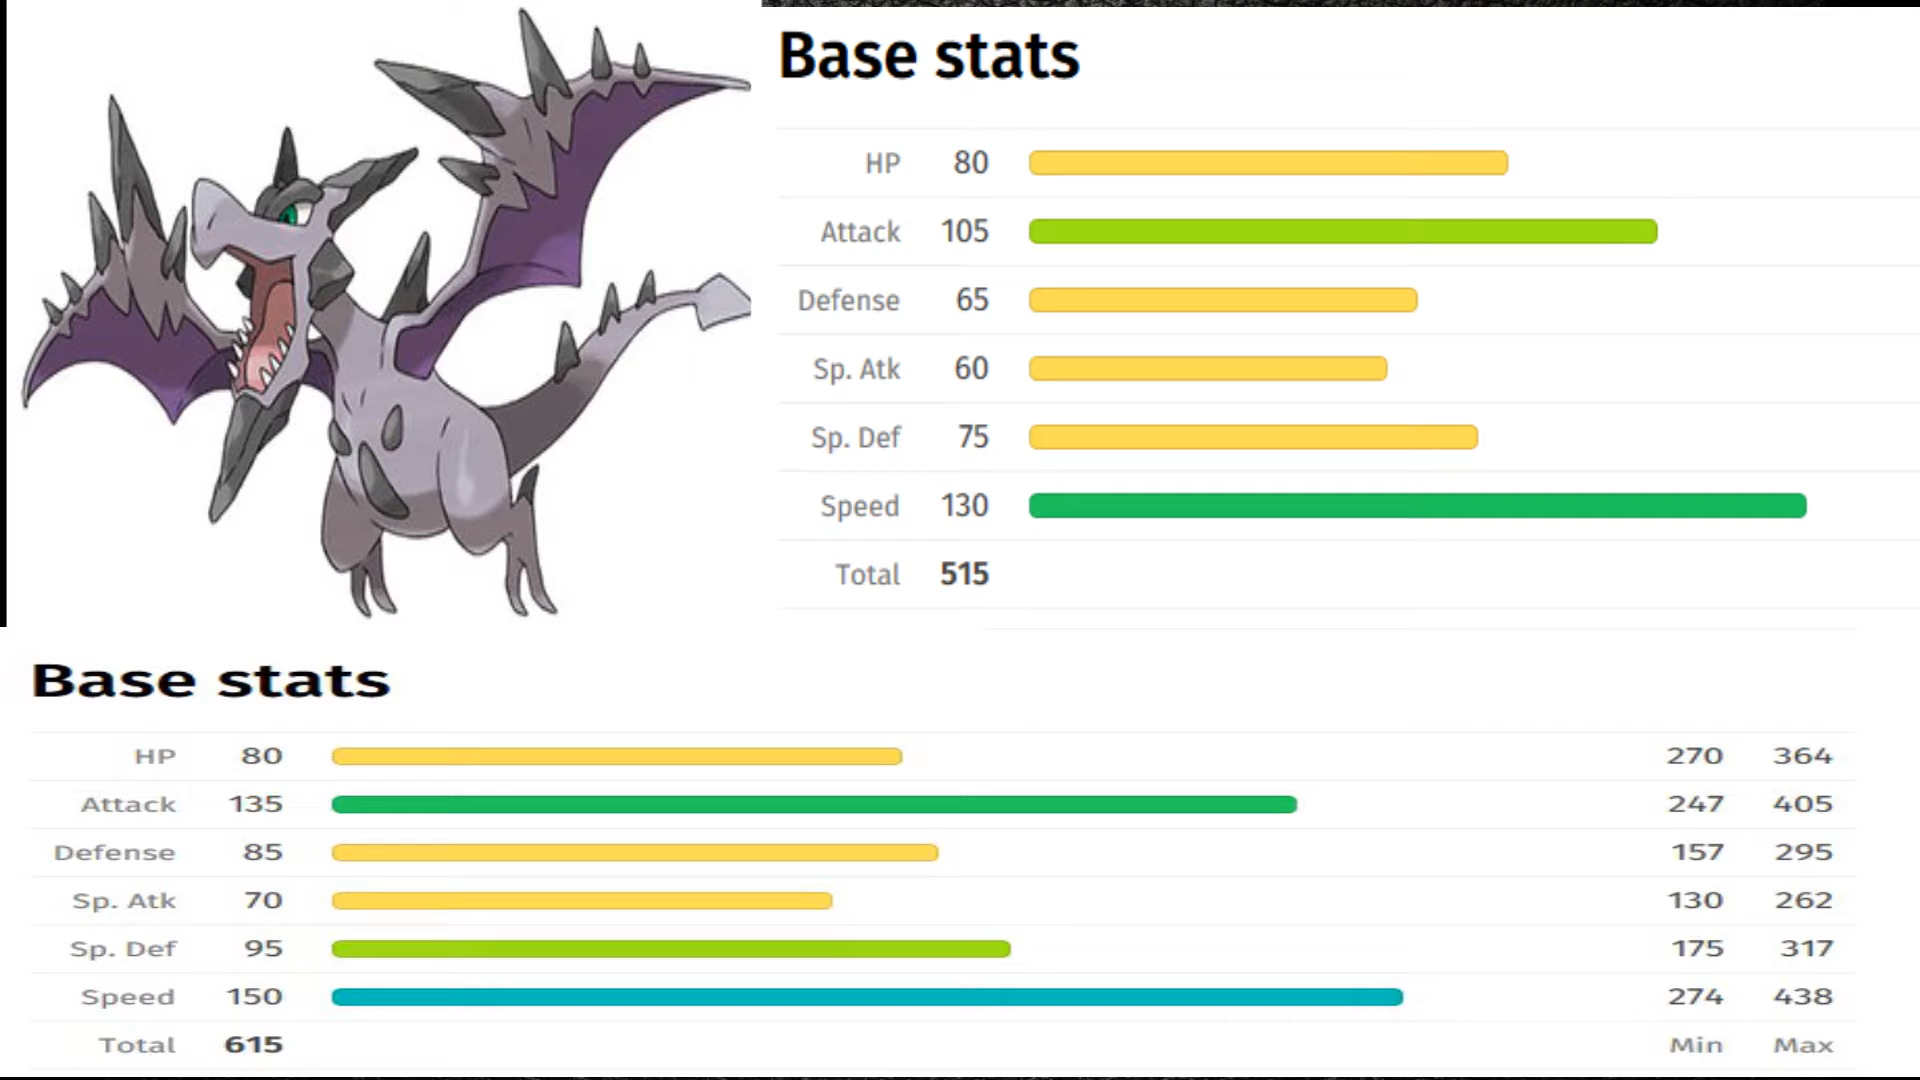 Base stats
HP 80
Attack 105
Defense 65
Sp. Atk 60
Sp. Def 75
Speed 130
Total 515
Base stats
HP 80 270 364
Attack 135 247 405
Defense 85 157 295
Sp. Atk 70 130 262
Sp. Def 95 175 317
Speed 150 274 438
Total 615 Min Max